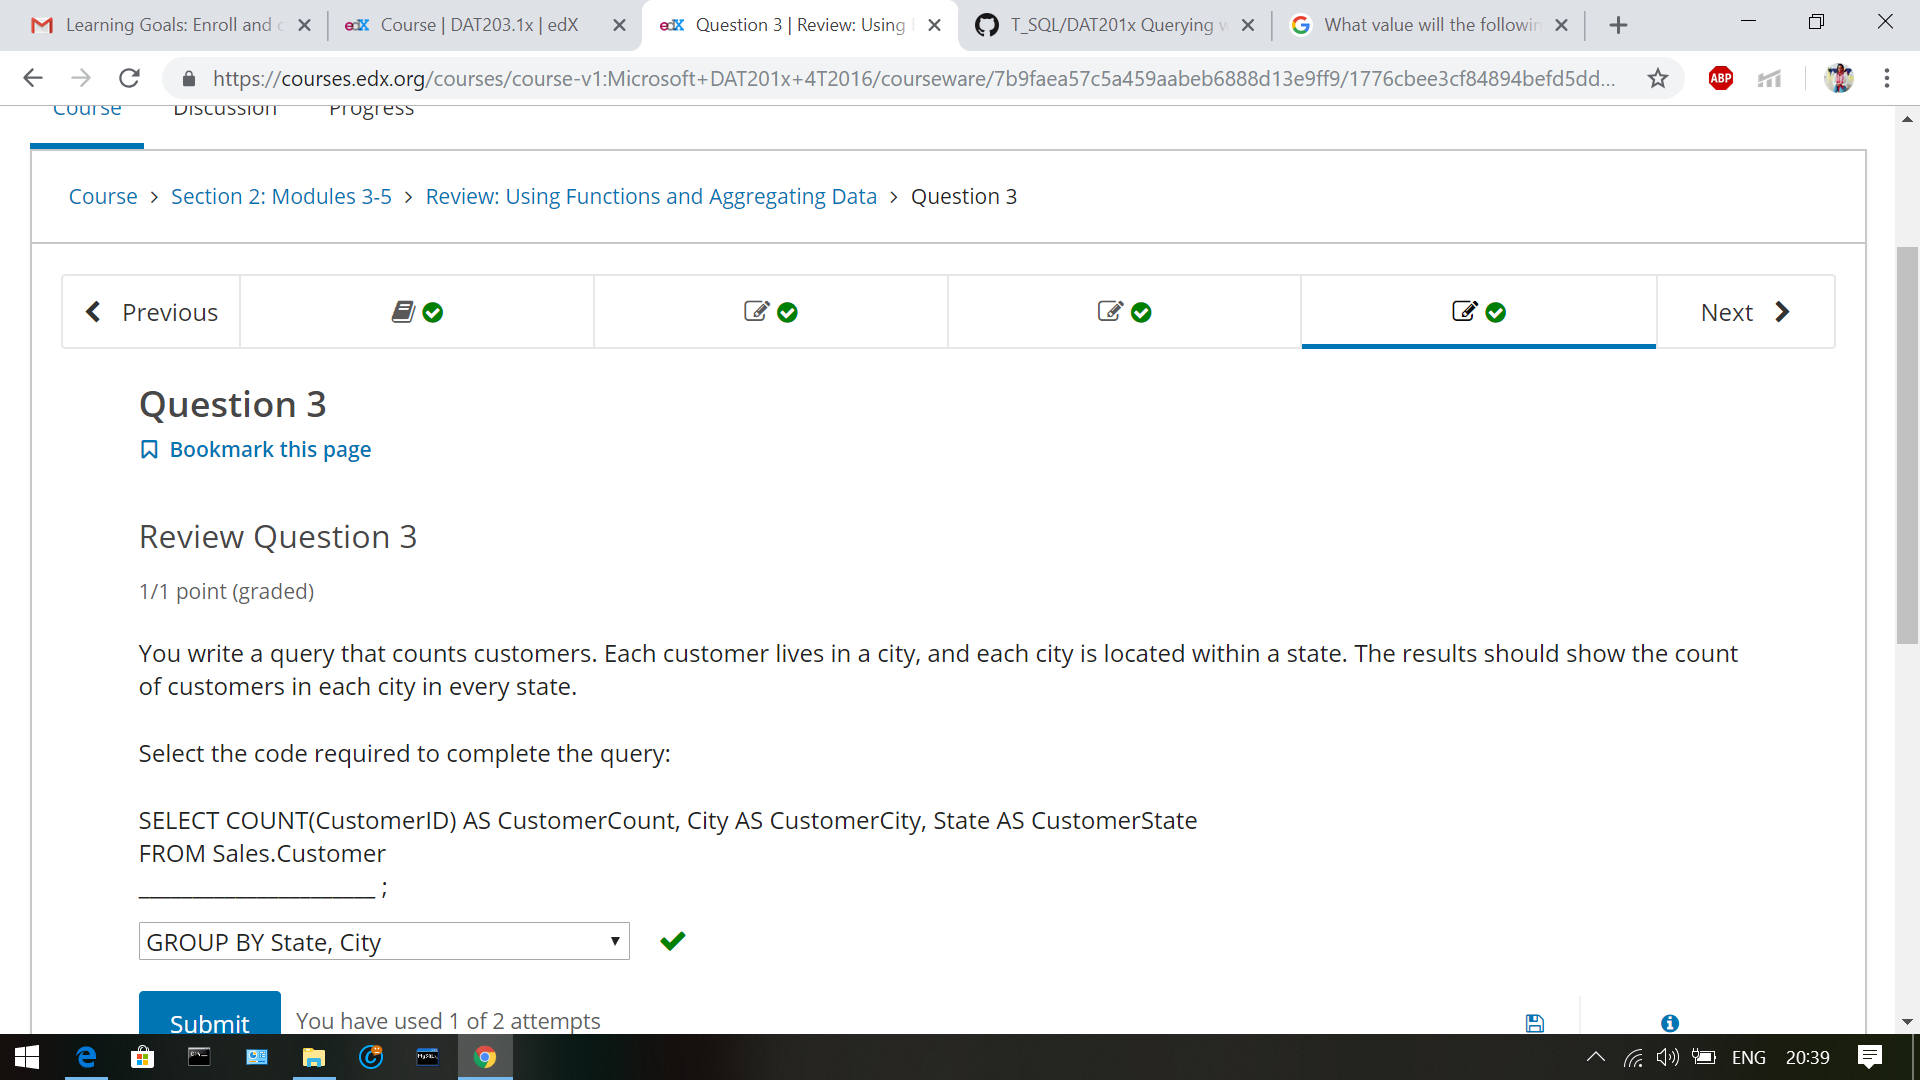 Learning Goals: Enroll and c
edX Course | DAT203.1x | edX
edX Question 3 | Review: Using
T_SQL/DAT201x Querying w
What value will the followin
https://courses.edx.org/courses/course-v1:Microsoft+DAT201x+4T2016/courseware/7b9faea57c5a459aabeb6888d13e9ff9/1776cbee3cf84894befd5dd...
ABP
Course Discussion Progress
Course > Section 2: Modules 3-5 > Review: Using Functions and Aggregating Data > Question 3
Previous
Next
Question 3
Bookmark this page
Review Question 3
1/1 point (graded)
You write a query that counts customers. Each customer lives in a city, and each city is located within a state. The results should show the count
of customers in each city in every state.
Select the code required to complete the query:
SELECT COUNT(CustomerID) AS CustomerCount, City AS CustomerCity, State AS CustomerState
FROM Sales.Customer
____________________ ;
GROUP BY State, City
Submit You have used 1 of 2 attempts
ENG 20:39